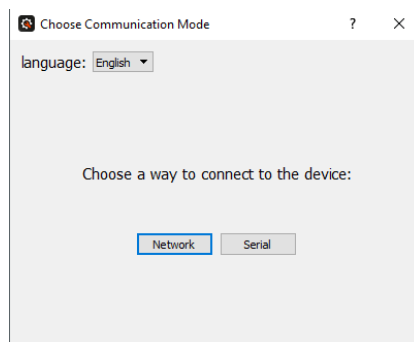 Choose Communication Mode ?
language: English
Choose a way to connect to the device:
Network Serial